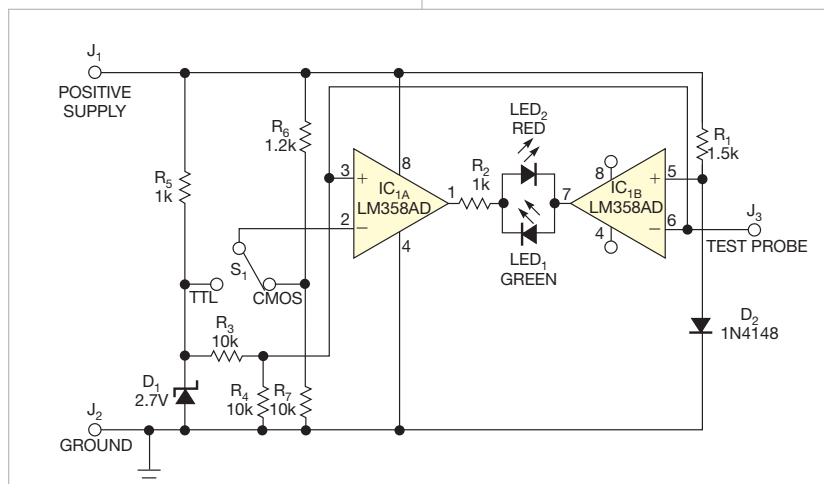 J1
POSITIVE
SUPPLY
R5
1k
R6
1.2k
3
+
2
−
IC1A
LM358AD
8
4
1
R2
1k
LED2
RED
LED1
GREEN
7
8
4
IC1B
LM358AD
5
+
6
−
R1
1.5k
J3
TEST PROBE
S1
TTL
CMOS
R3
10k
D2
1N4148
D1
2.7V
R4
10k
R7
10k
J2
GROUND